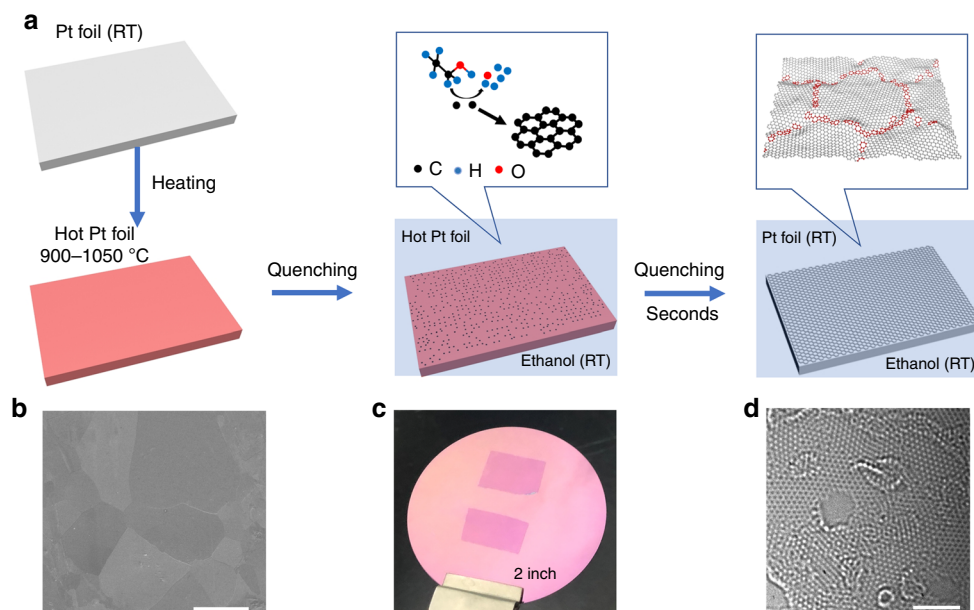 a
Pt foil (RT)
Heating
Hot Pt foil
900–1050 °C
Quenching
C H O
Hot Pt foil
Ethanol (RT)
Quenching
Seconds
Pt foil (RT)
Ethanol (RT)
b
c
2 inch
d